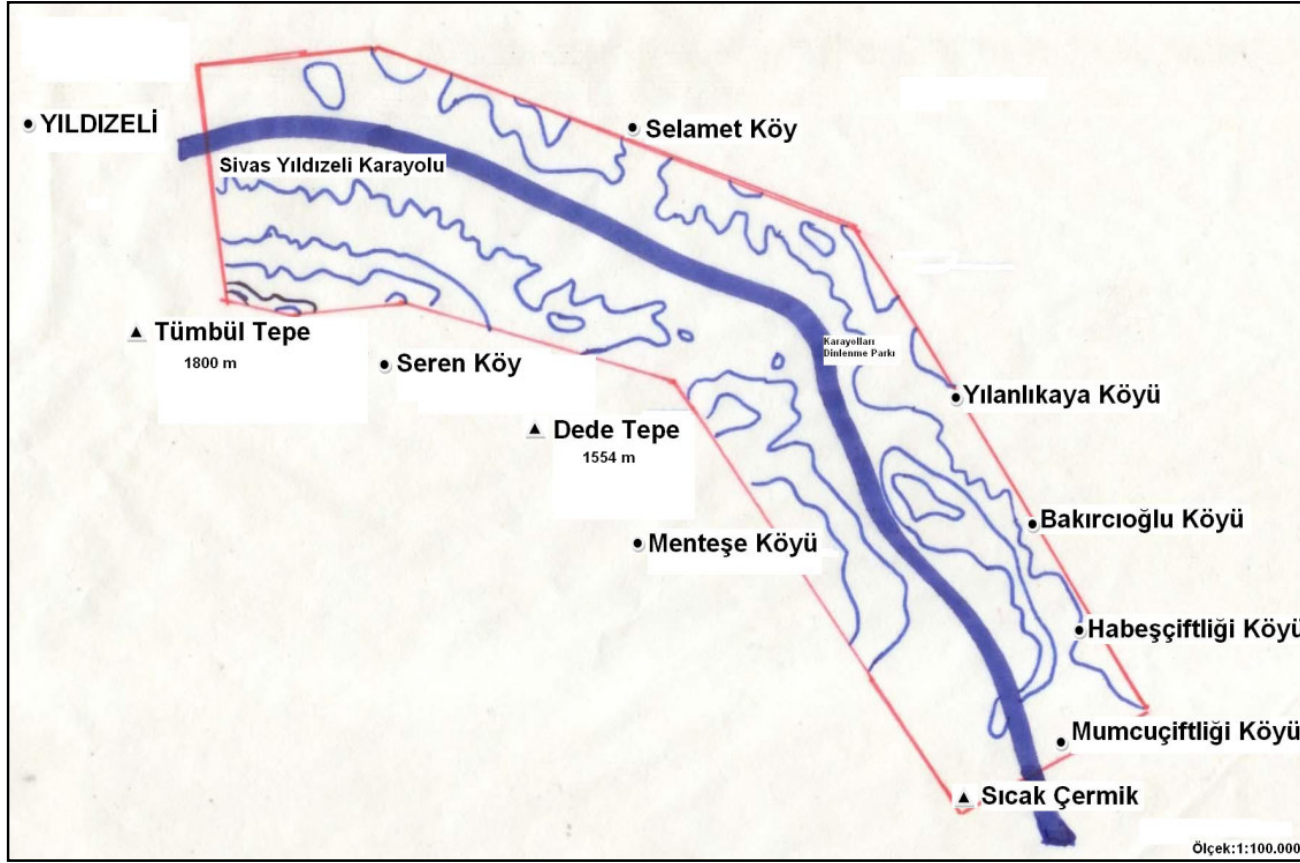 YILDIZELİ
Selamet Köy
Sivas Yıldızeli Karayolu
Tümbül Tepe
1800 m
Seren Köy
Karayolları
Dinlenme Parkı
Yılanlıkaya Köyü
Dede Tepe
1554 m
Bakırcıoğlu Köyü
Menteşe Köyü
Habeşçiftliği Köyü
Mumcuçiftliği Köyü
Sıcak Çermik
Ölçek:1:100.000